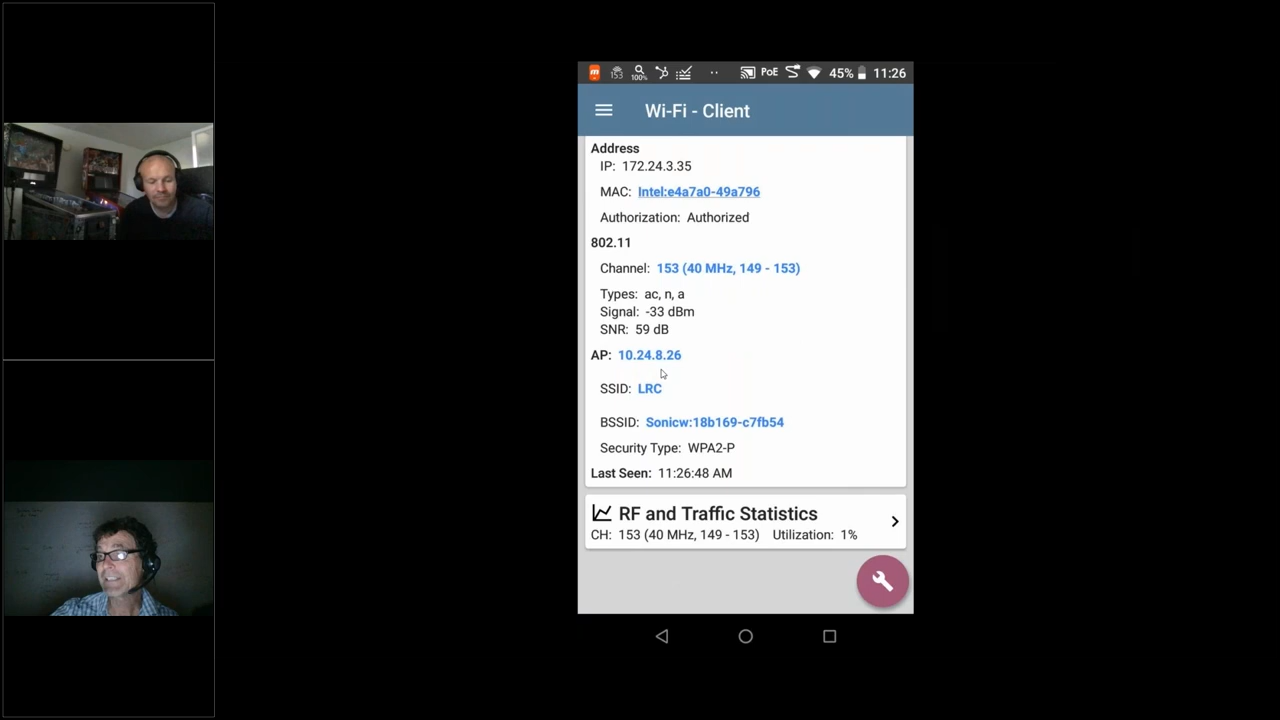 153 100% PoE 45% 11:26
Wi-Fi - Client
Address
IP: 172.24.3.35
MAC: Intel:e4a7a0-49a796
Authorization: Authorized
802.11
Channel: 153 (40 MHz, 149 - 153)
Types: ac, n, a
Signal: -33 dBm
SNR: 59 dB
AP: 10.24.8.26
SSID: LRC
BSSID: Sonicw:18b169-c7fb54
Security Type: WPA2-P
Last Seen: 11:26:48 AM
RF and Traffic Statistics
CH: 153 (40 MHz, 149 - 153) Utilization: 1%